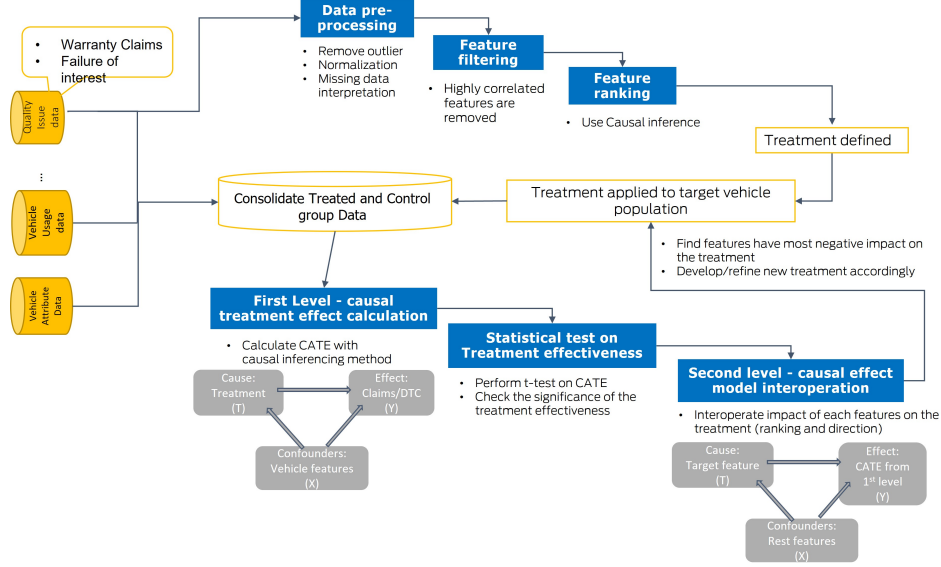 Data pre-
processing
• Remove outlier
• Normalization
• Missing data
interpretation
• Warranty Claims
• Failure of
interest
Quality
Issue
data
...
Vehicle
Usage
data
Vehicle
Attribute
Data
Feature
filtering
• Highly correlated
features are
removed
Feature
ranking
• Use Causal inference
Treatment defined
Treatment applied to target vehicle
population
Consolidate Treated and Control
group Data
• Find features have most negative impact on
the treatment
• Develop/refine new treatment accordingly
First Level - causal
treatment effect calculation
• Calculate CATE with
causal inferencing method
Cause:
Treatment
(T)
Effect:
Claims/DTC
(Y)
Confounders:
Vehicle features
(X)
Statistical test on
Treatment effectiveness
• Perform t-test on CATE
• Check the significance of the
treatment effectiveness
Second level - causal effect
model interoperation
• Interoperate impact of each features on the
treatment (ranking and direction)
Cause:
Target feature
(T)
Effect:
CATE from
1st level
(Y)
Confounders:
Rest features
(X)